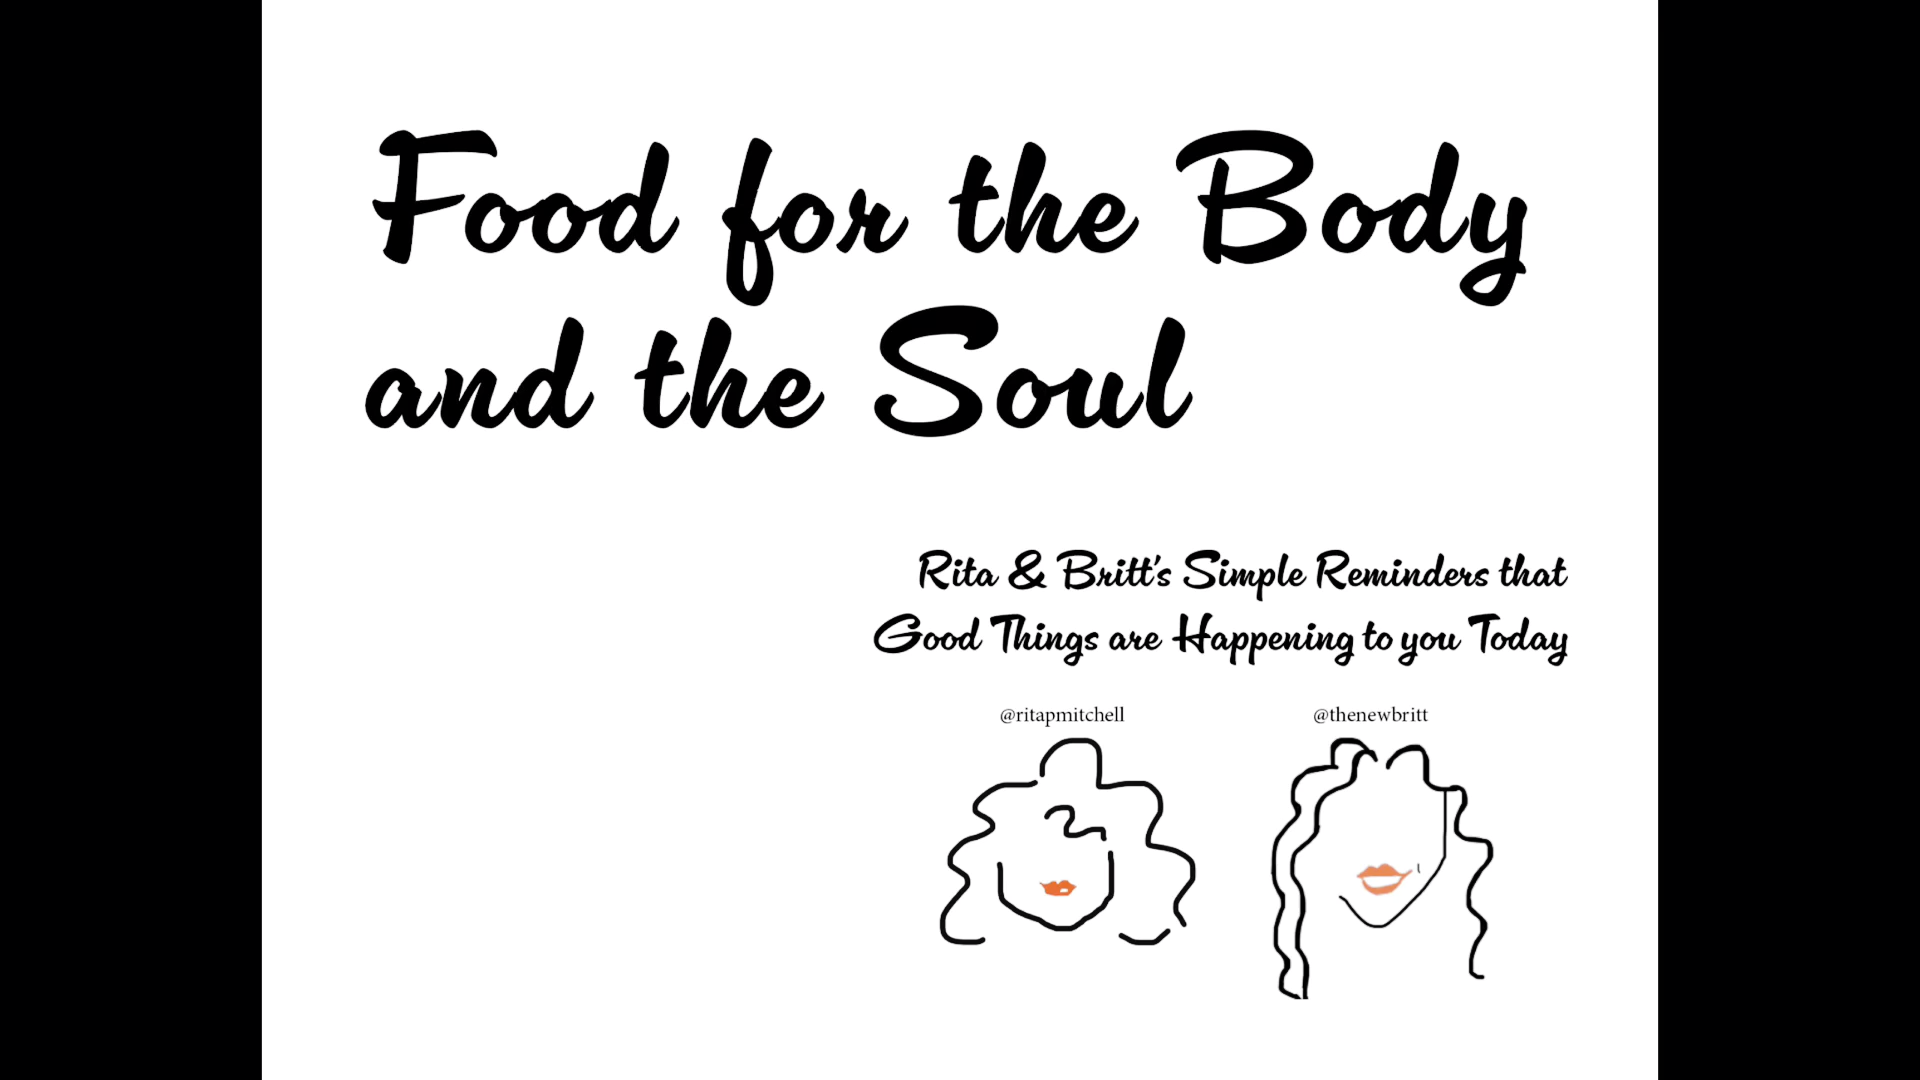 Food for the Body
and the Soul
Rita & Britt's Simple Reminders that
Good Things are Happening to you Today
@ritapmitchell
@thenewbritt